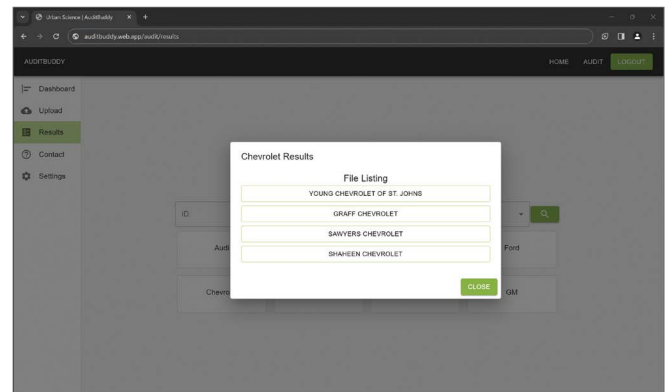 Urban Science | AuditBuddy
auditbuddy.web.app/audit/results
AUDITBUDDY
HOME AUDIT LOGOUT
Dashboard
Upload
Results
Contact
Settings
Chevrolet Results
File Listing
YOUNG CHEVROLET OF ST. JOHNS
GRAFF CHEVROLET
SAWYERS CHEVROLET
SHAHEEN CHEVROLET
CLOSE
ID
Audi
Ford
Chevro
GM